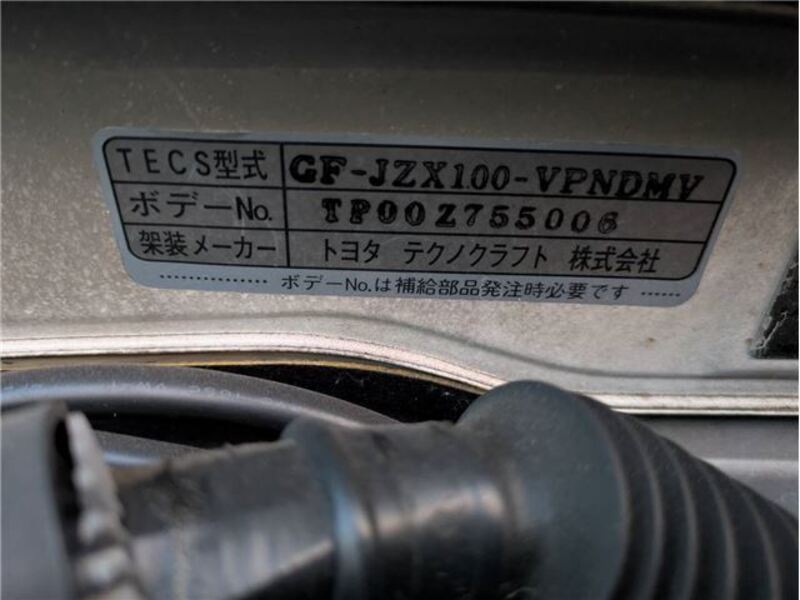 TECS型式 GF-JZX100-VPNDMV
ボデーNo. TP00Z755006
架装メーカー トヨタ テクノクラフト 株式会社
ボデーNo.は補給部品発注時必要です